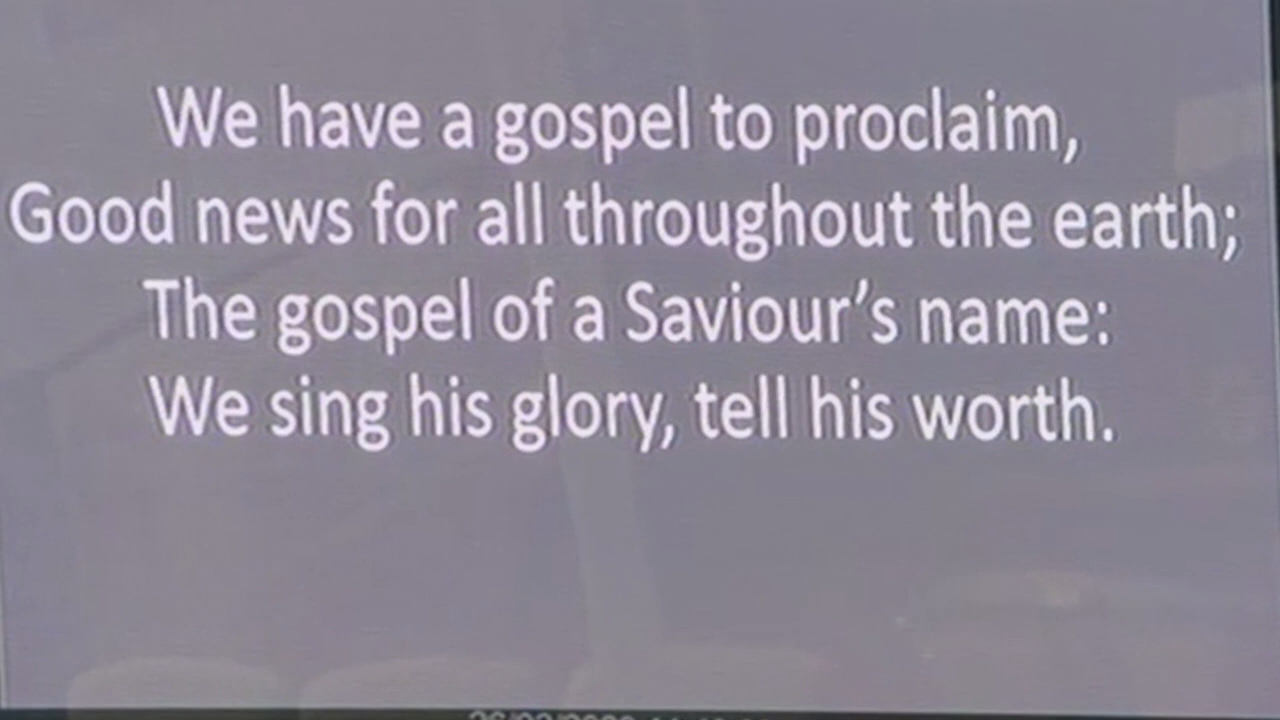 We have a gospel to proclaim,
Good news for all throughout the earth;
The gospel of a Saviour's name:
We sing his glory, tell his worth.